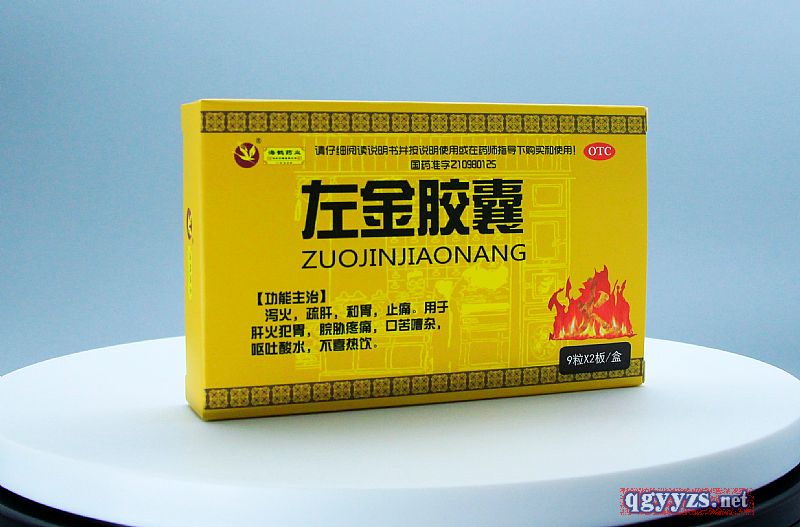 海鹤药业
请仔细阅读说明书并按说明使用或在药师指导下购买和使用!
国药准字Z10980125
OTC
左金胶囊
ZUOJINJIAONANG
【功能主治】
泻火，疏肝，和胃，止痛。用于
肝火犯胃，脘胁疼痛，口苦嘈杂，
呕吐酸水，不喜热饮。
9粒X2板/盒
qgyyzs.net